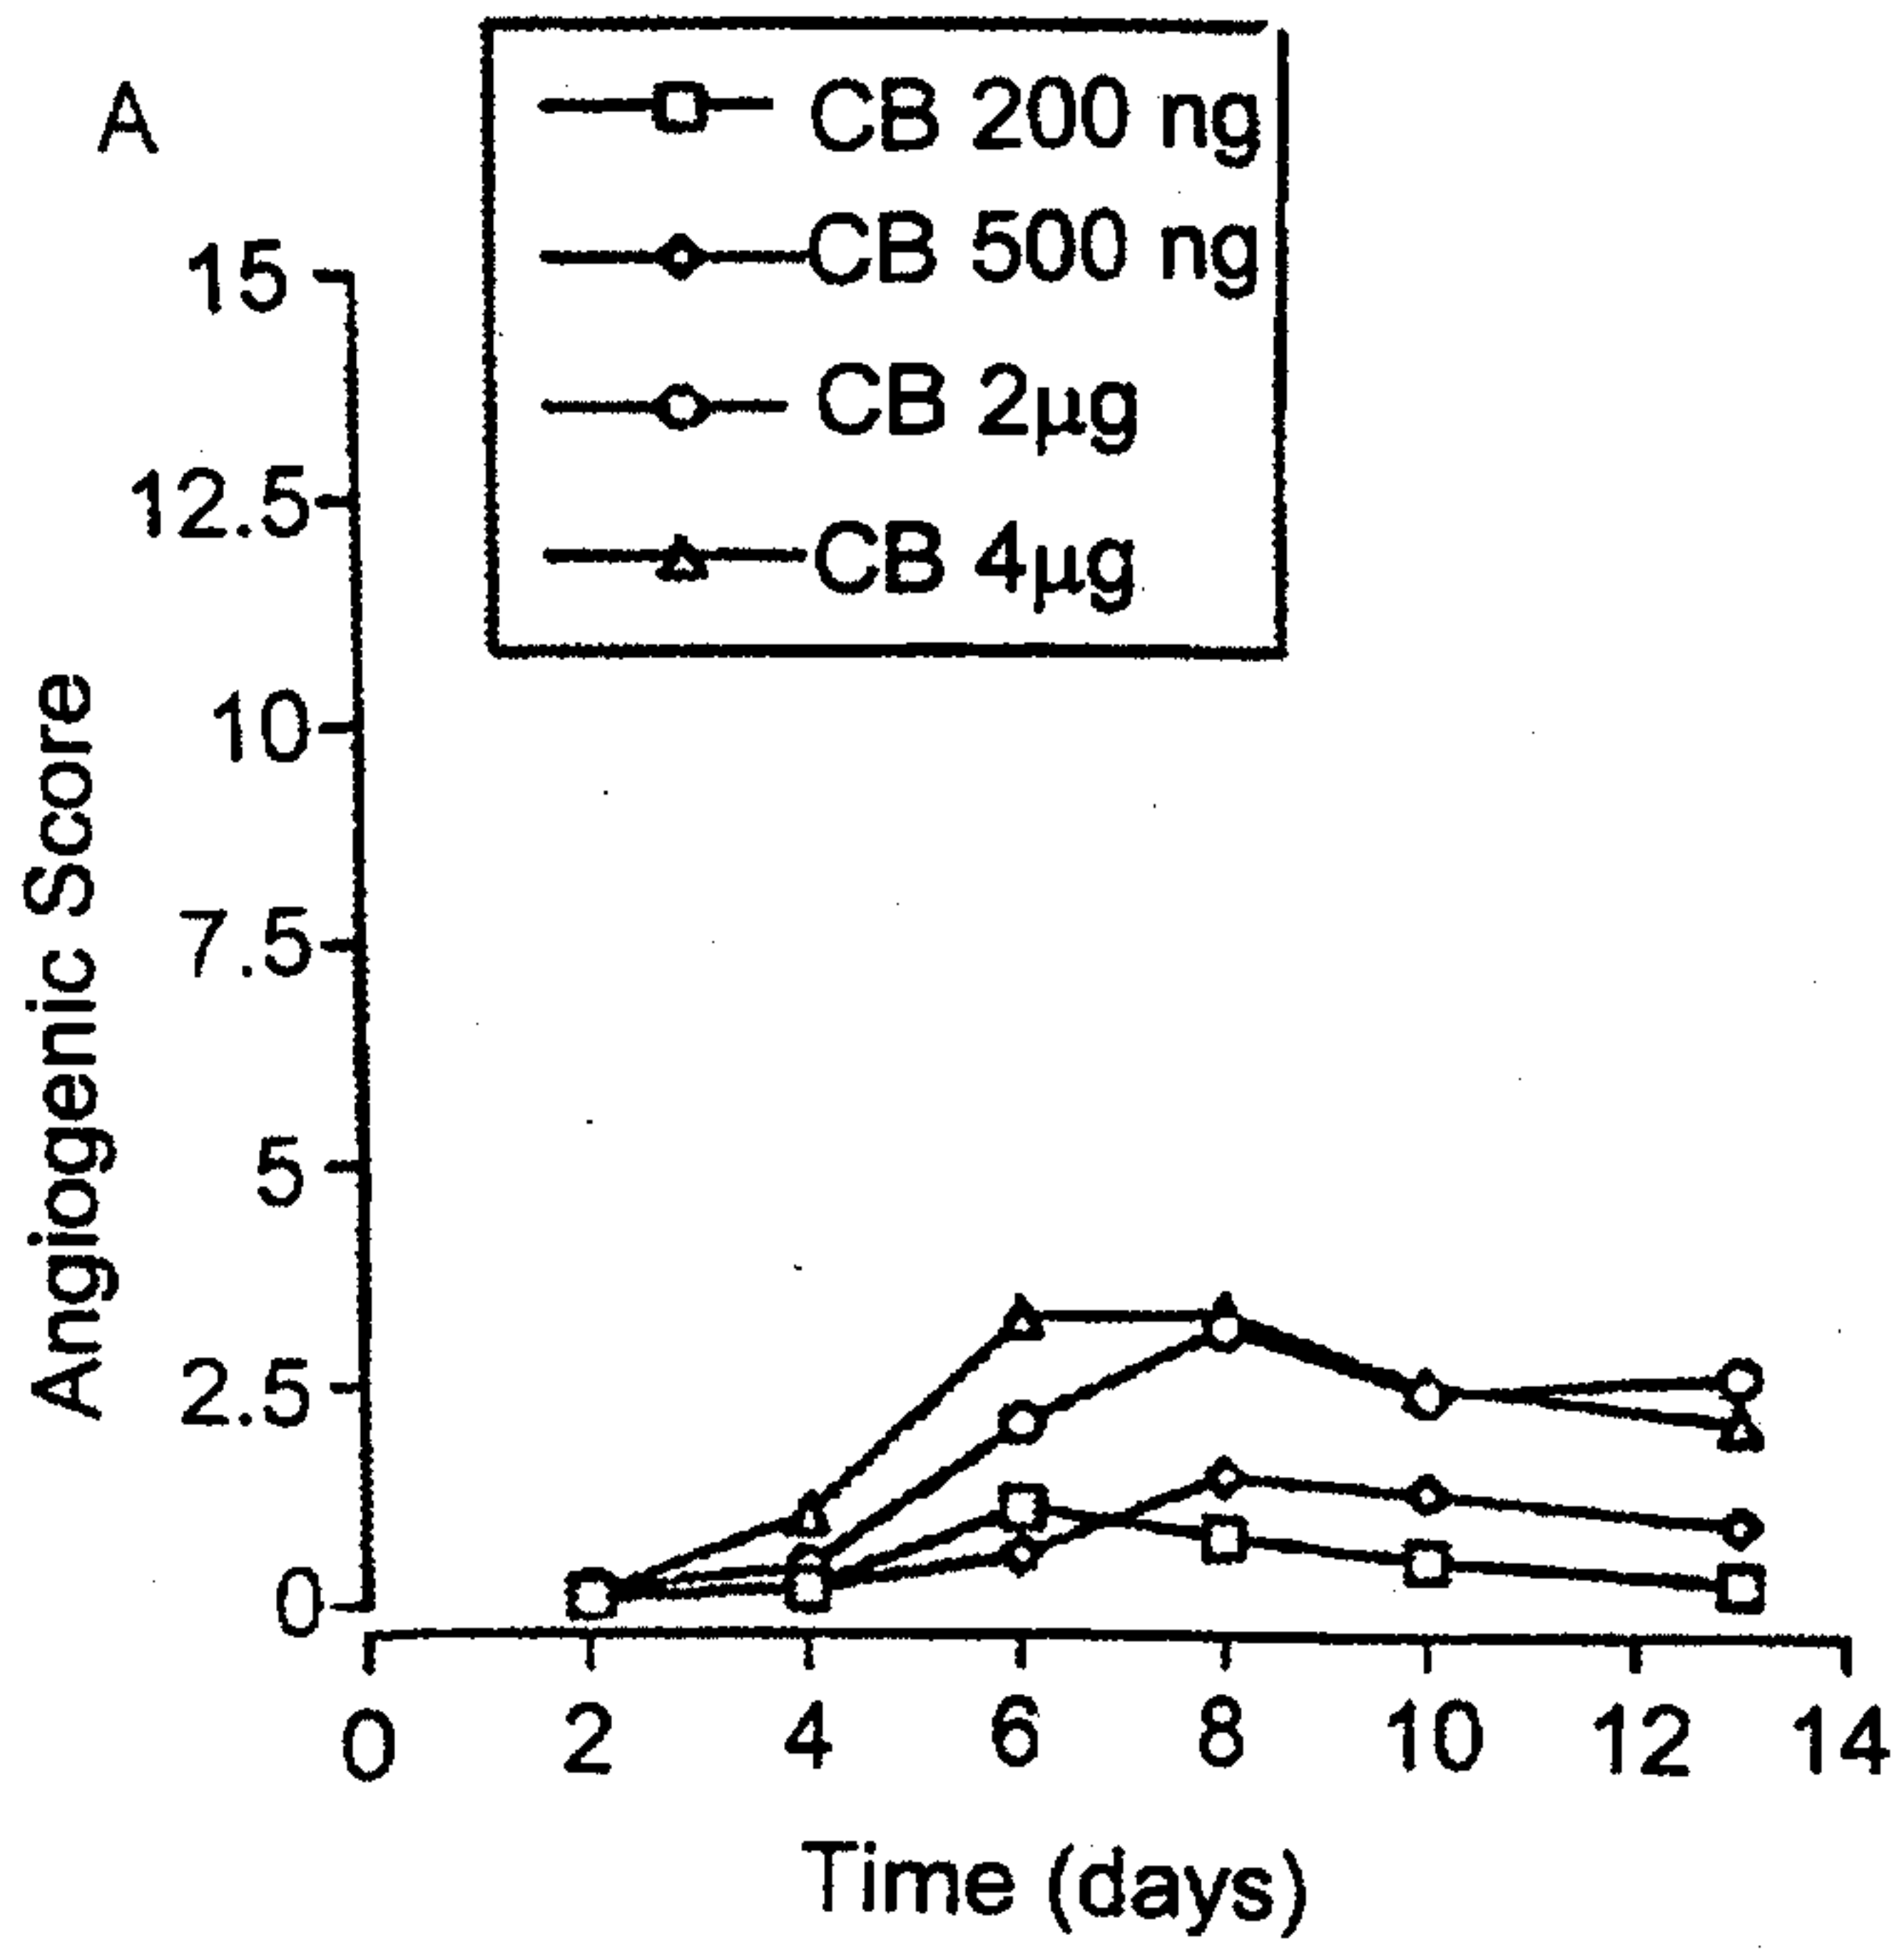 A
CB 200 ng
CB 500 ng
CB 2µg
CB 4µg
15
12.5
10
7.5
5
2.5
0
Angiogenic Score
0 2 4 6 8 10 12 14
Time (days)